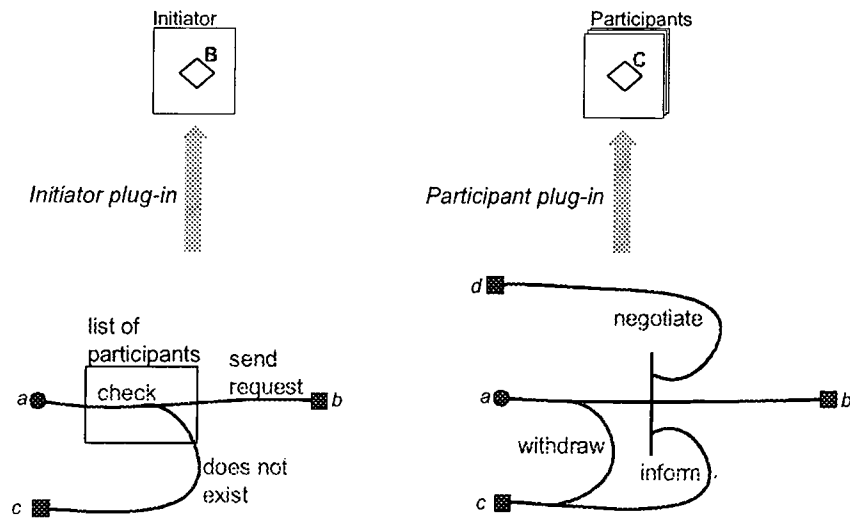 Initiator
B
Participants
C
Initiator plug-in
Participant plug-in
list of
participants
check
send
request
a
b
does not
exist
c
d
negotiate
a
b
withdraw
inform
c